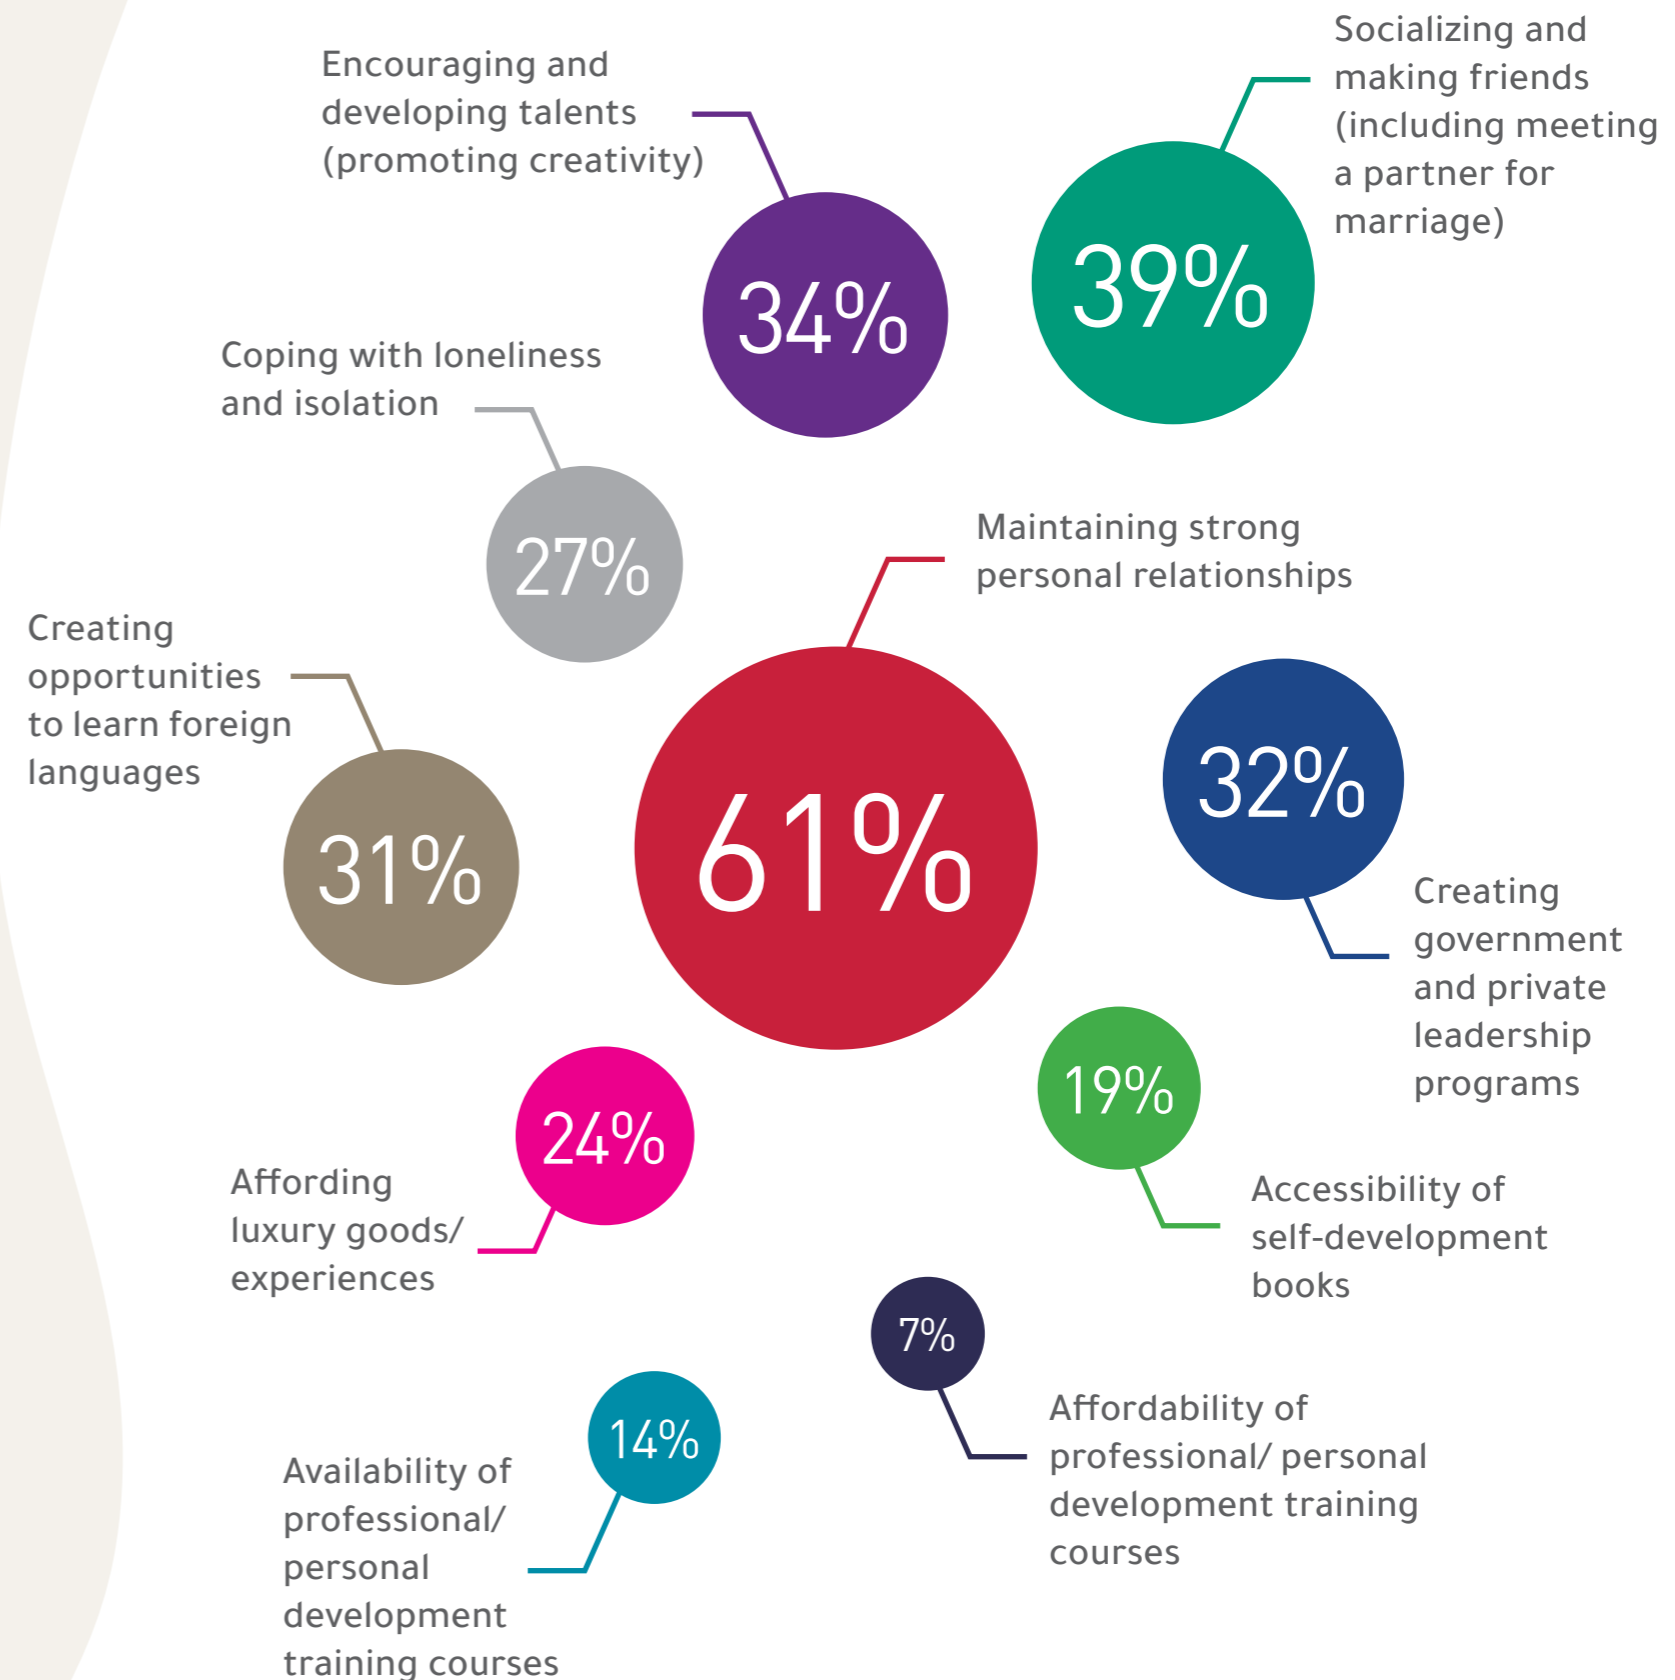 Encouraging and
developing talents
(promoting creativity)
34%
Socializing and
making friends
(including meeting
a partner for
marriage)
39%
Coping with loneliness
and isolation
27%
Maintaining strong
personal relationships
61%
Creating
opportunities
to learn foreign
languages
31%
32%
Creating
government
and private
leadership
programs
24%
Affording
luxury goods/
experiences
19%
Accessibility of
self-development
books
7%
Affordability of
professional/ personal
development training
courses
14%
Availability of
professional/
personal
development
training courses